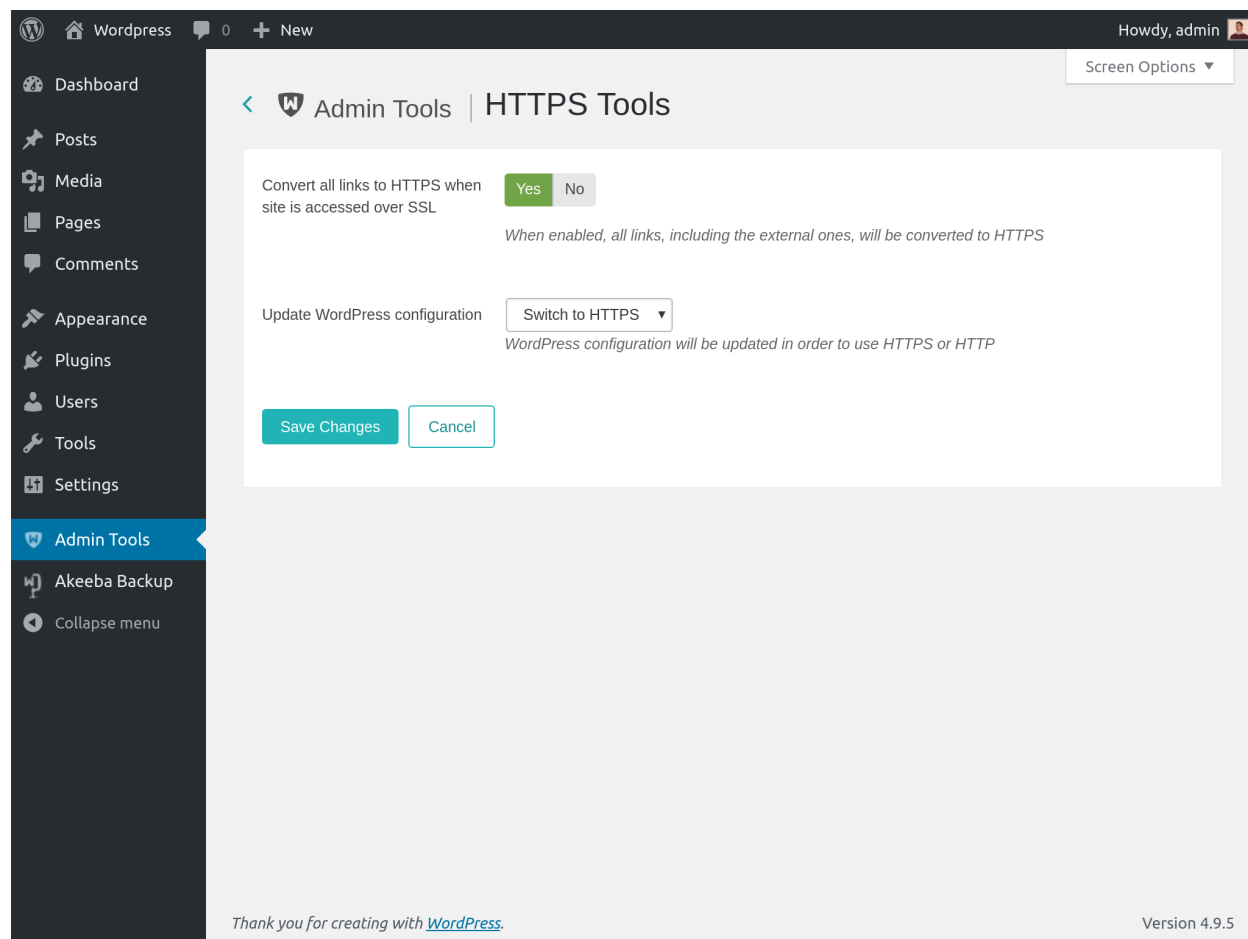 Wordpress 0 New Howdy, admin
Screen Options ▼
Dashboard
Posts
Media
Pages
Comments
Appearance
Plugins
Users
Tools
Settings
Admin Tools
Akeeba Backup
Collapse menu
Admin Tools | HTTPS Tools
Convert all links to HTTPS when
site is accessed over SSL
Yes No
When enabled, all links, including the external ones, will be converted to HTTPS
Update WordPress configuration
Switch to HTTPS ▼
WordPress configuration will be updated in order to use HTTPS or HTTP
Save Changes Cancel
Thank you for creating with WordPress. Version 4.9.5